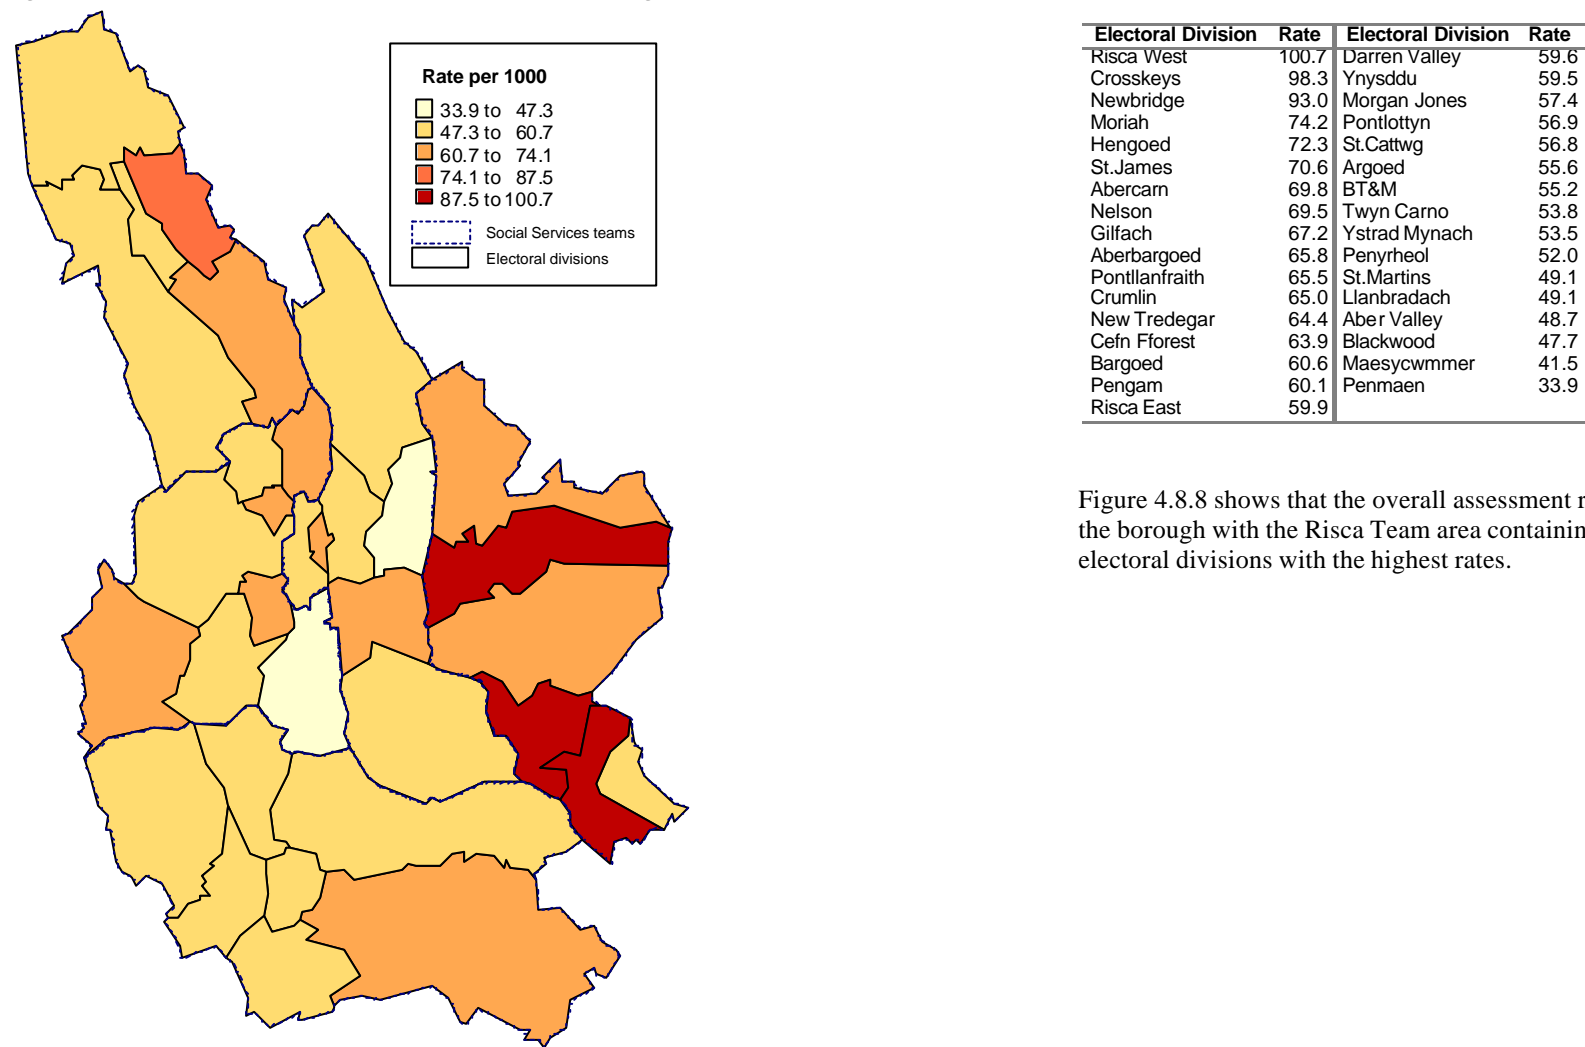 Rate per 1000
33.9 to 47.3
47.3 to 60.7
60.7 to 74.1
74.1 to 87.5
87.5 to 100.7
Social Services teams
Electoral divisions
Electoral Division Rate Electoral Division Rate
Risca West 100.7 Darren Valley 59.6
Crosskeys 98.3 Ynysddu 59.5
Newbridge 93.0 Morgan Jones 57.4
Moriah 74.2 Pontlottyn 56.9
Hengoed 72.3 St.Cattwg 56.8
St.James 70.6 Argoed 55.6
Abercarn 69.8 BT&M 55.2
Nelson 69.5 Twyn Carno 53.8
Gilfach 67.2 Ystrad Mynach 53.5
Aberbargoed 65.8 Penyrheol 52.0
Pontllanfraith 65.5 St.Martins 49.1
Crumlin 65.0 Llanbradach 49.1
New Tredegar 64.4 Aber Valley 48.7
Cefn Fforest 63.9 Blackwood 47.7
Bargoed 60.6 Maesycwmmer 41.5
Pengam 60.1 Penmaen 33.9
Risca East 59.9
Figure 4.8.8 shows that the overall assessment
the borough with the Risca Team area
electoral divisions with the highest rates.